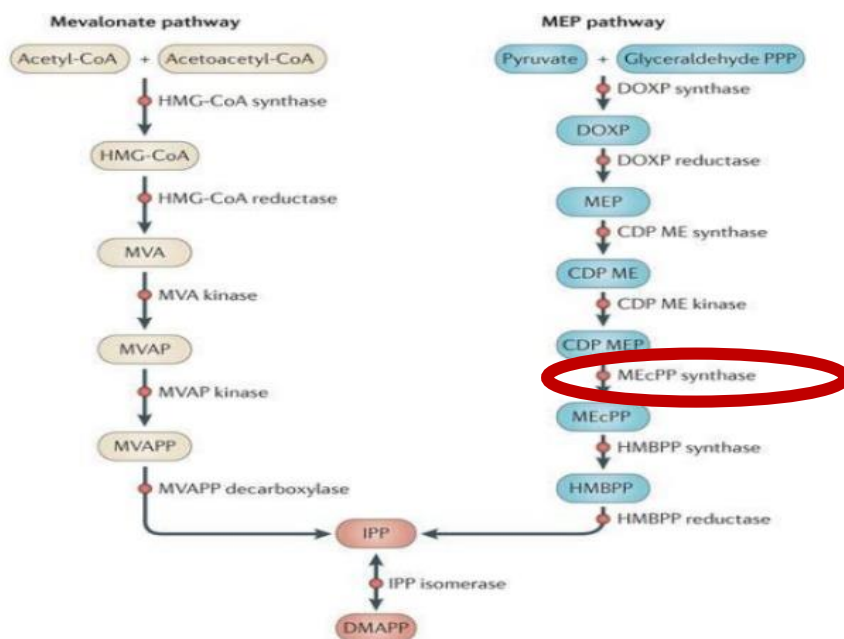 Mevalonate pathway
Acetyl-CoA + Acetoacetyl-CoA
HMG-CoA synthase
HMG-CoA
HMG-CoA reductase
MVA
MVA kinase
MVAP
MVAP kinase
MVAPP
MVAPP decarboxylase
MEP pathway
Pyruvate + Glyceraldehyde PPP
DOXP synthase
DOXP
DOXP reductase
MEP
CDP ME synthase
CDP ME
CDP ME kinase
CDP MEP
MEcPP synthase
MEcPP
HMBPP synthase
HMBPP
HMBPP reductase
IPP
IPP isomerase
DMAPP